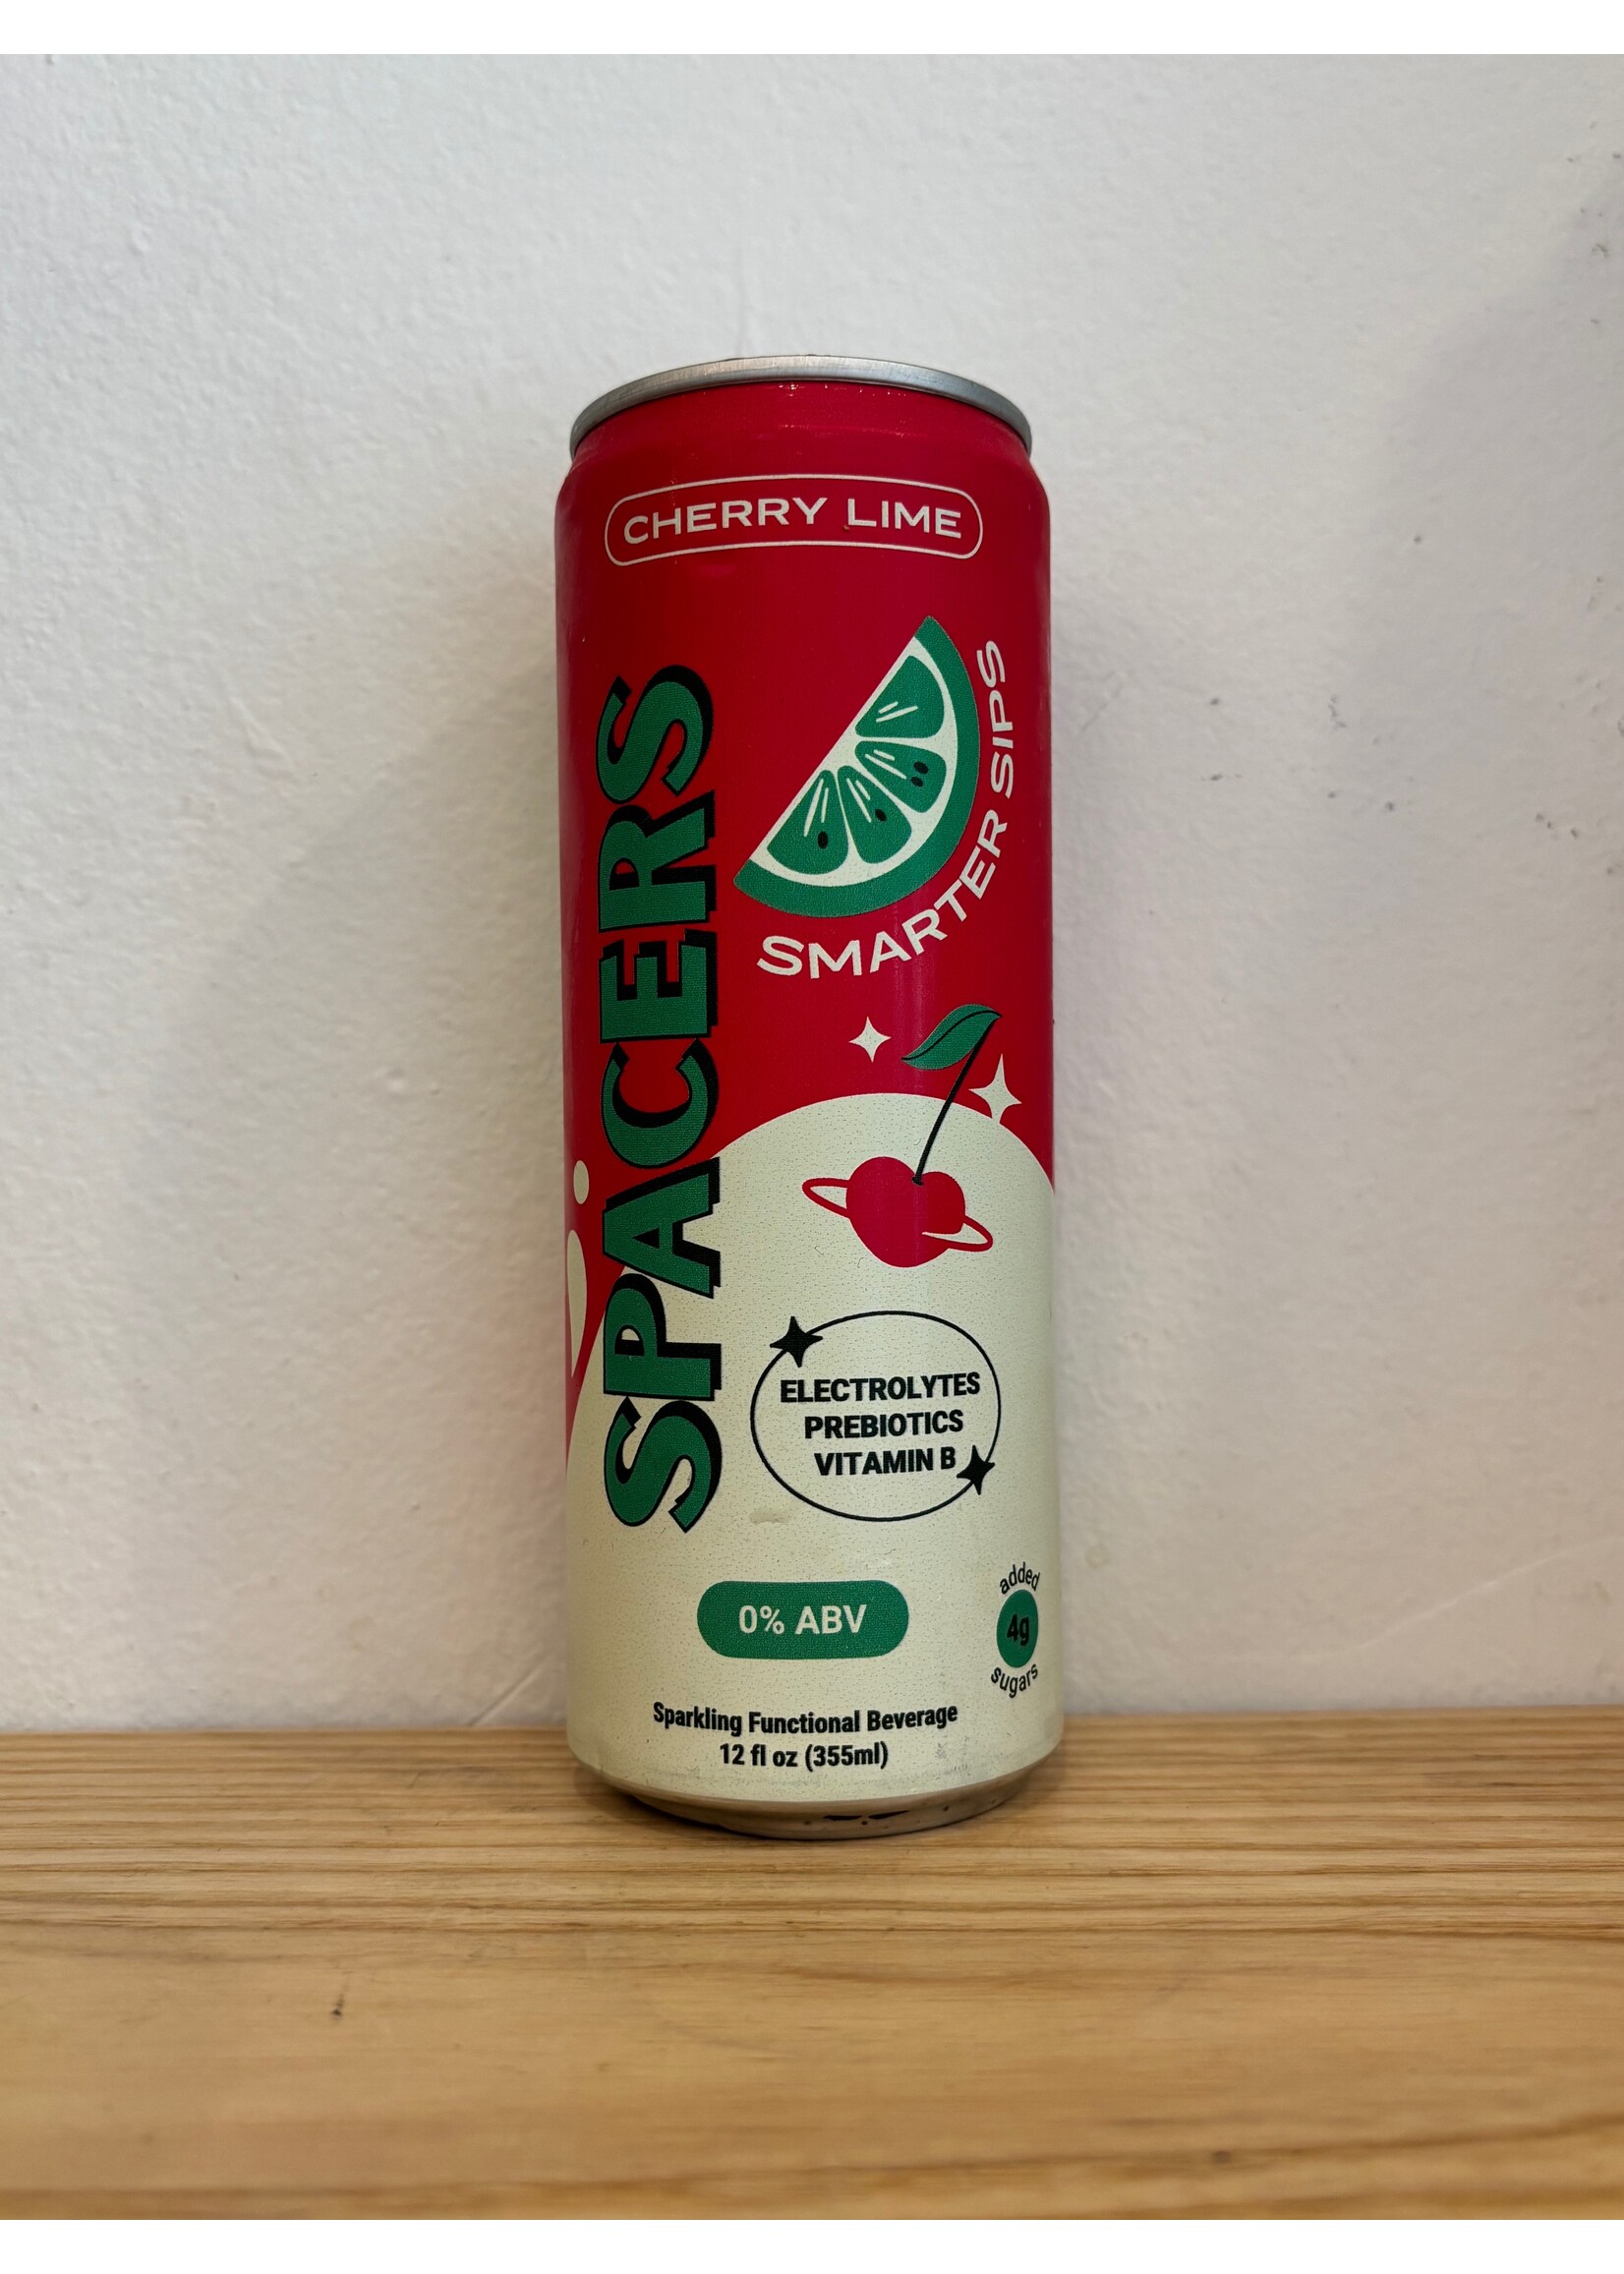 CHERRY LIME
SPACERS
SMARTER SIPS
ELECTROLYTES
PREBIOTICS
VITAMIN B
0% ABV
added
4g
sugars
Sparkling Functional Beverage
12 fl oz (355ml)